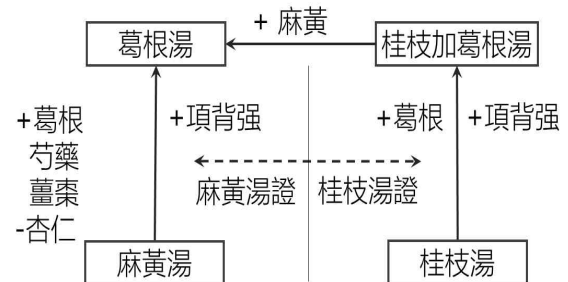 + 麻黃
葛根湯
桂枝加葛根湯
+葛根
芍藥
薑棗
-杏仁
+項背强
+葛根
+項背强
麻黃湯證
桂枝湯證
麻黃湯
桂枝湯